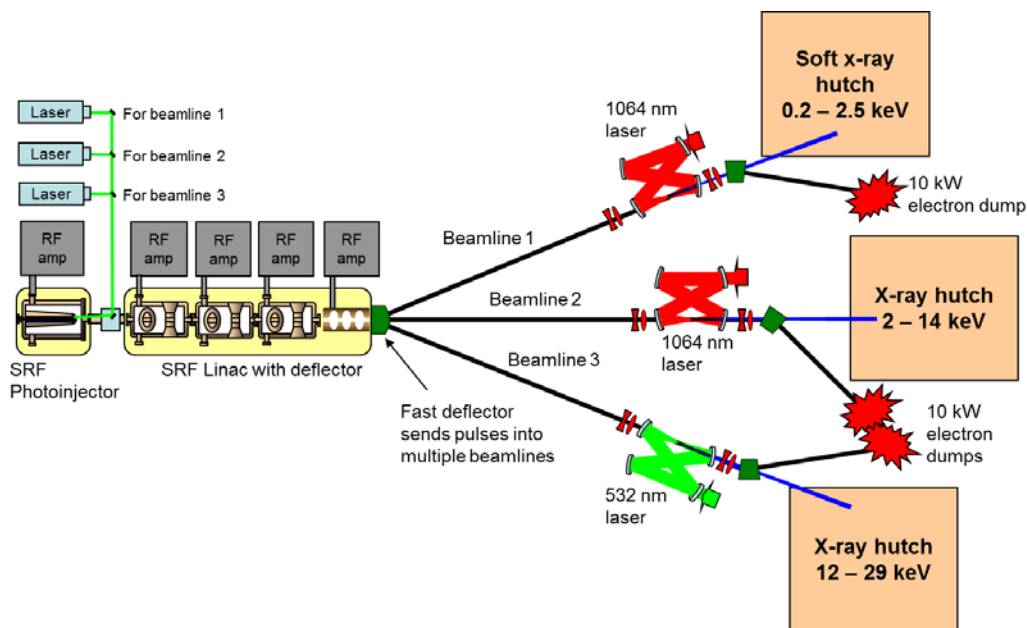 Laser
For beamline 1
Laser
For beamline 2
Laser
For beamline 3
RF
amp
RF
amp
RF
amp
RF
amp
RF
amp
SRF
Photoinjector
SRF Linac with deflector
Fast deflector
sends pulses into
multiple beamlines
Beamline 1
Beamline 2
Beamline 3
1064 nm
laser
1064 nm
laser
532 nm
laser
Soft x-ray
hutch
0.2 – 2.5 keV
10 kW
electron dump
X-ray hutch
2 – 14 keV
10 kW
electron
dumps
X-ray hutch
12 – 29 keV